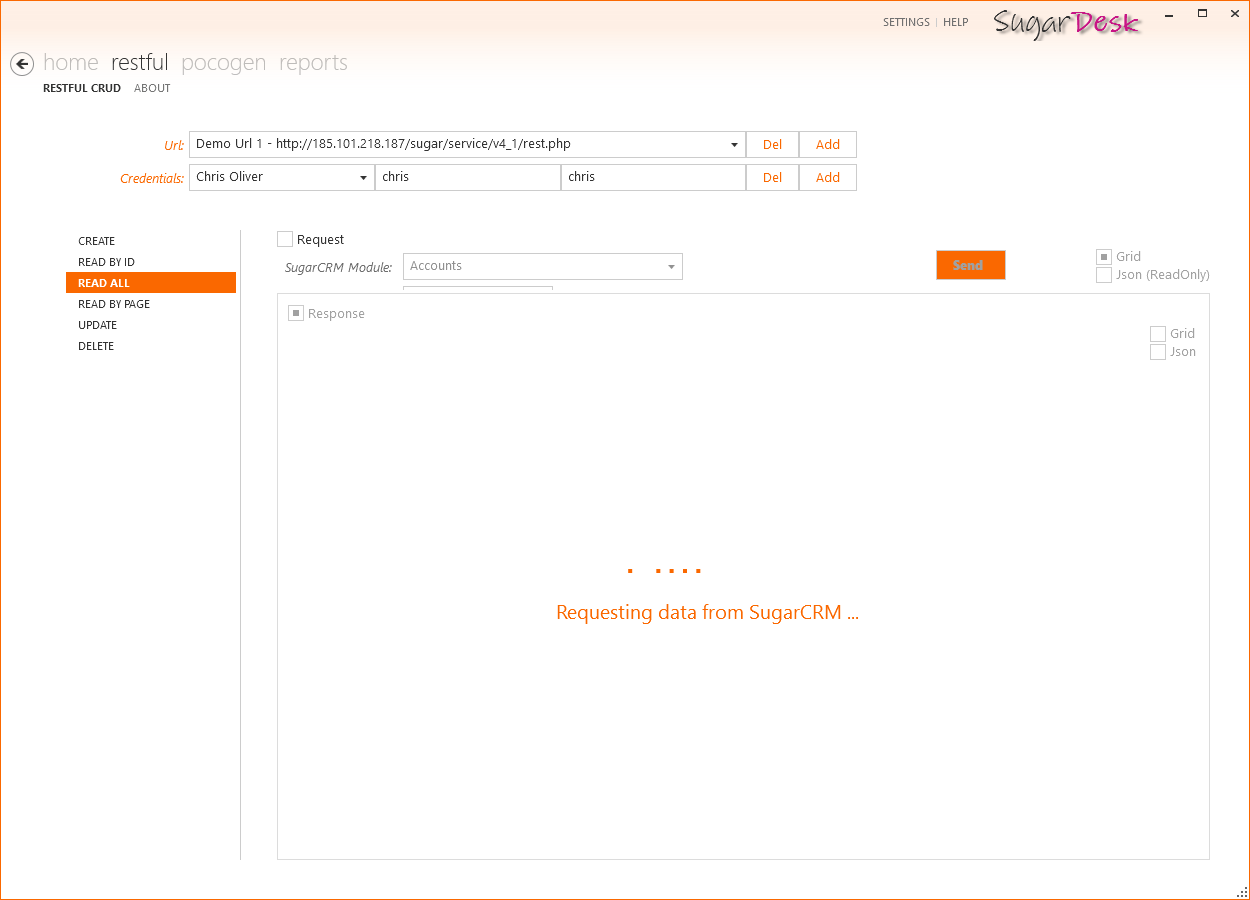 SETTINGS | HELP SugarDesk
home restful pocogen reports
RESTFUL CRUD ABOUT
Url: Demo Url 1 - http://185.101.218.187/sugar/service/v4_1/rest.php Del Add
Credentials: Chris Oliver chris chris Del Add
CREATE
READ BY ID
READ ALL
READ BY PAGE
UPDATE
DELETE
Request
SugarCRM Module: Accounts Send
Grid
Json (ReadOnly)
Response
Grid
Json
Requesting data from SugarCRM ...